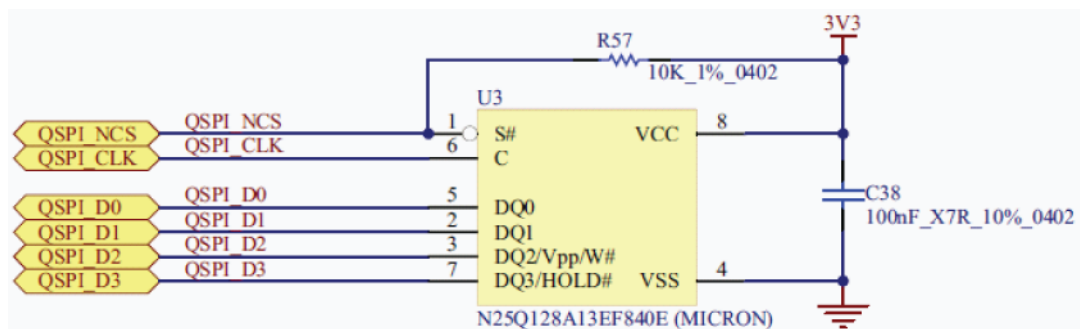 3V3
R57
10K_1%_0402
U3
QSPI_NCS QSPI_NCS 1 S# VCC 8
QSPI_CLK QSPI_CLK 6 C
C38
100nF_X7R_10%_0402
QSPI_D0 QSPI_D0 5 DQ0
QSPI_D1 QSPI_D1 2 DQ1
QSPI_D2 QSPI_D2 3 DQ2/Vpp/W#
QSPI_D3 QSPI_D3 7 DQ3/HOLD# VSS 4
N25Q128A13EF840E (MICRON)